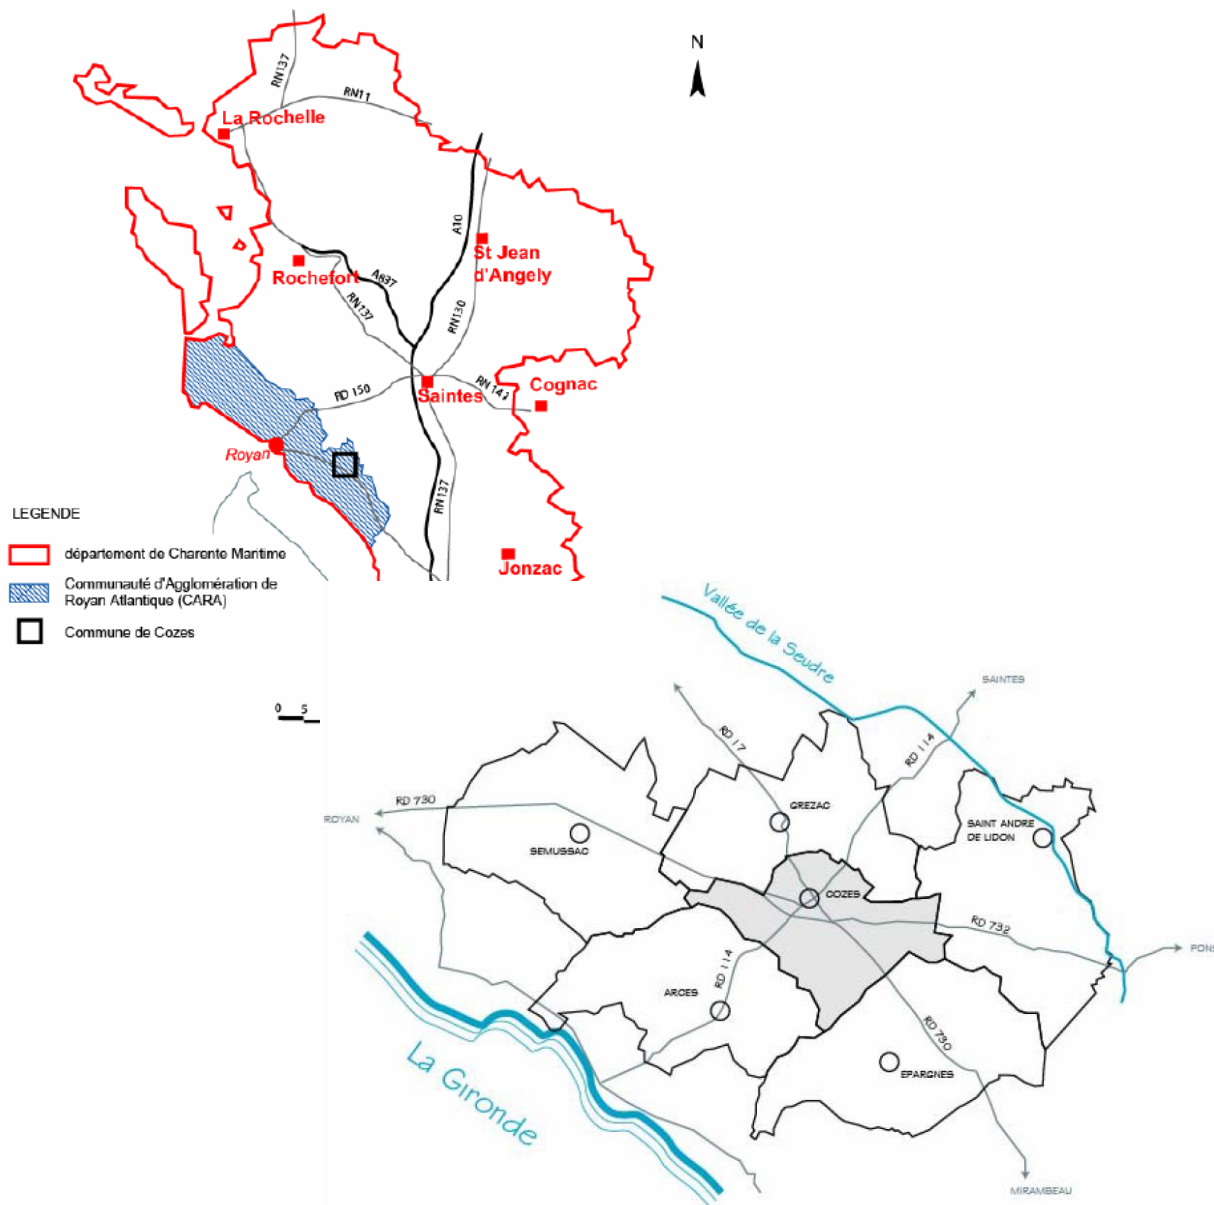 N
RN137
RN11
La Rochelle
A10
St Jean
d'Angely
Rochefort
A837
RN137
RN130
RD 150
Saintes
RN 142
Cognac
Royan
RN137
Jonzac
LEGENDE
département de Charente Maritime
Communauté d'Agglomération de
Royan Atlantique (CARA)
Commune de Cozes
0 5
Vallée de la Seudre
SAINTES
RD 17
RD 114
RD 730
ROYAN
GREZAC
SEMUSSAC
SAINT ANDRE
DE LIDON
COZES
RD 732
PONS
RD 114
ARCES
RD 730
EPARGNES
La Gironde
MIRAMBEAU